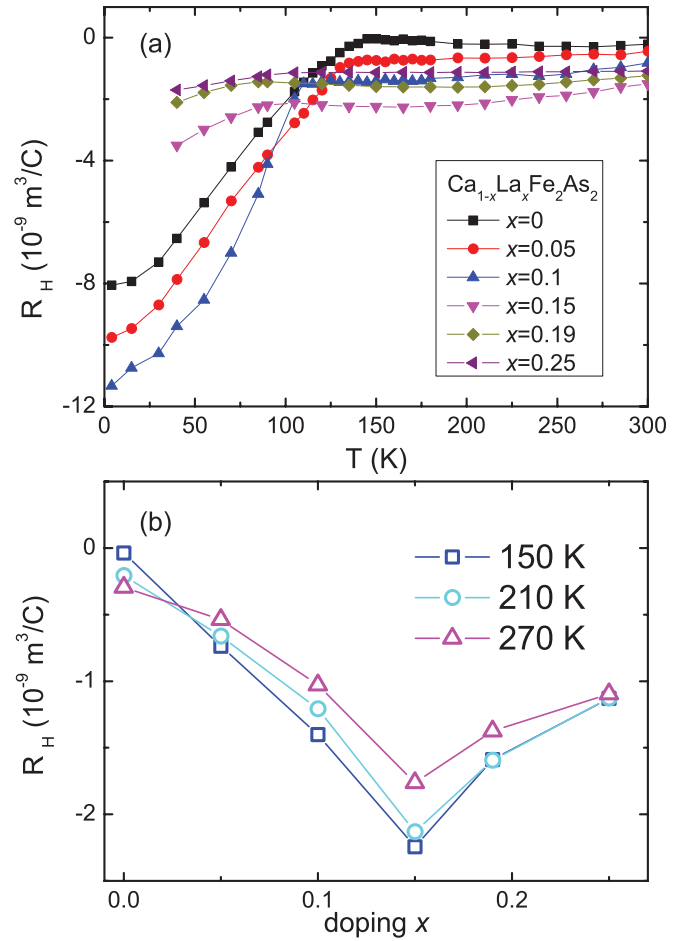 (a)
0
-4
-8
-12
R_H (10^-9 m^3/C)
Ca_1-xLa_xFe_2As_2
x=0
x=0.05
x=0.1
x=0.15
x=0.19
x=0.25
0 50 100 150 200 250 300
T (K)
(b)
0
-1
-2
R_H (10^-9 m^3/C)
150 K
210 K
270 K
0.0 0.1 0.2
doping x